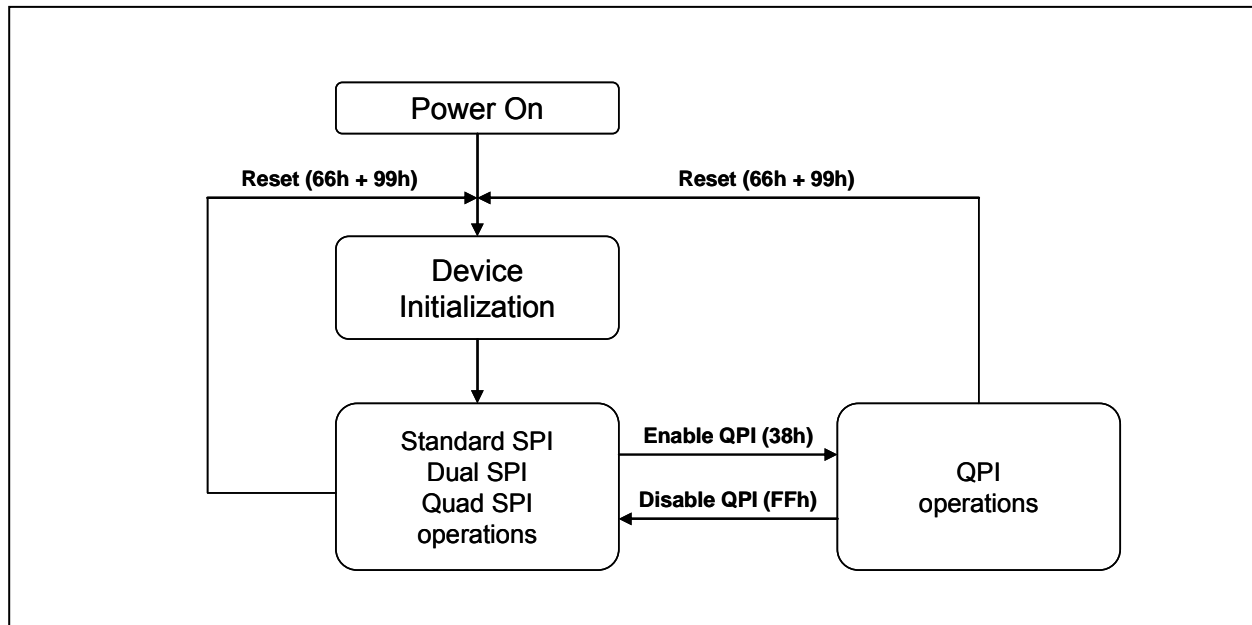 Power On
Reset (66h + 99h)
Reset (66h + 99h)
Device
Initialization
Standard SPI
Dual SPI
Quad SPI
operations
Enable QPI (38h)
Disable QPI (FFh)
QPI
operations